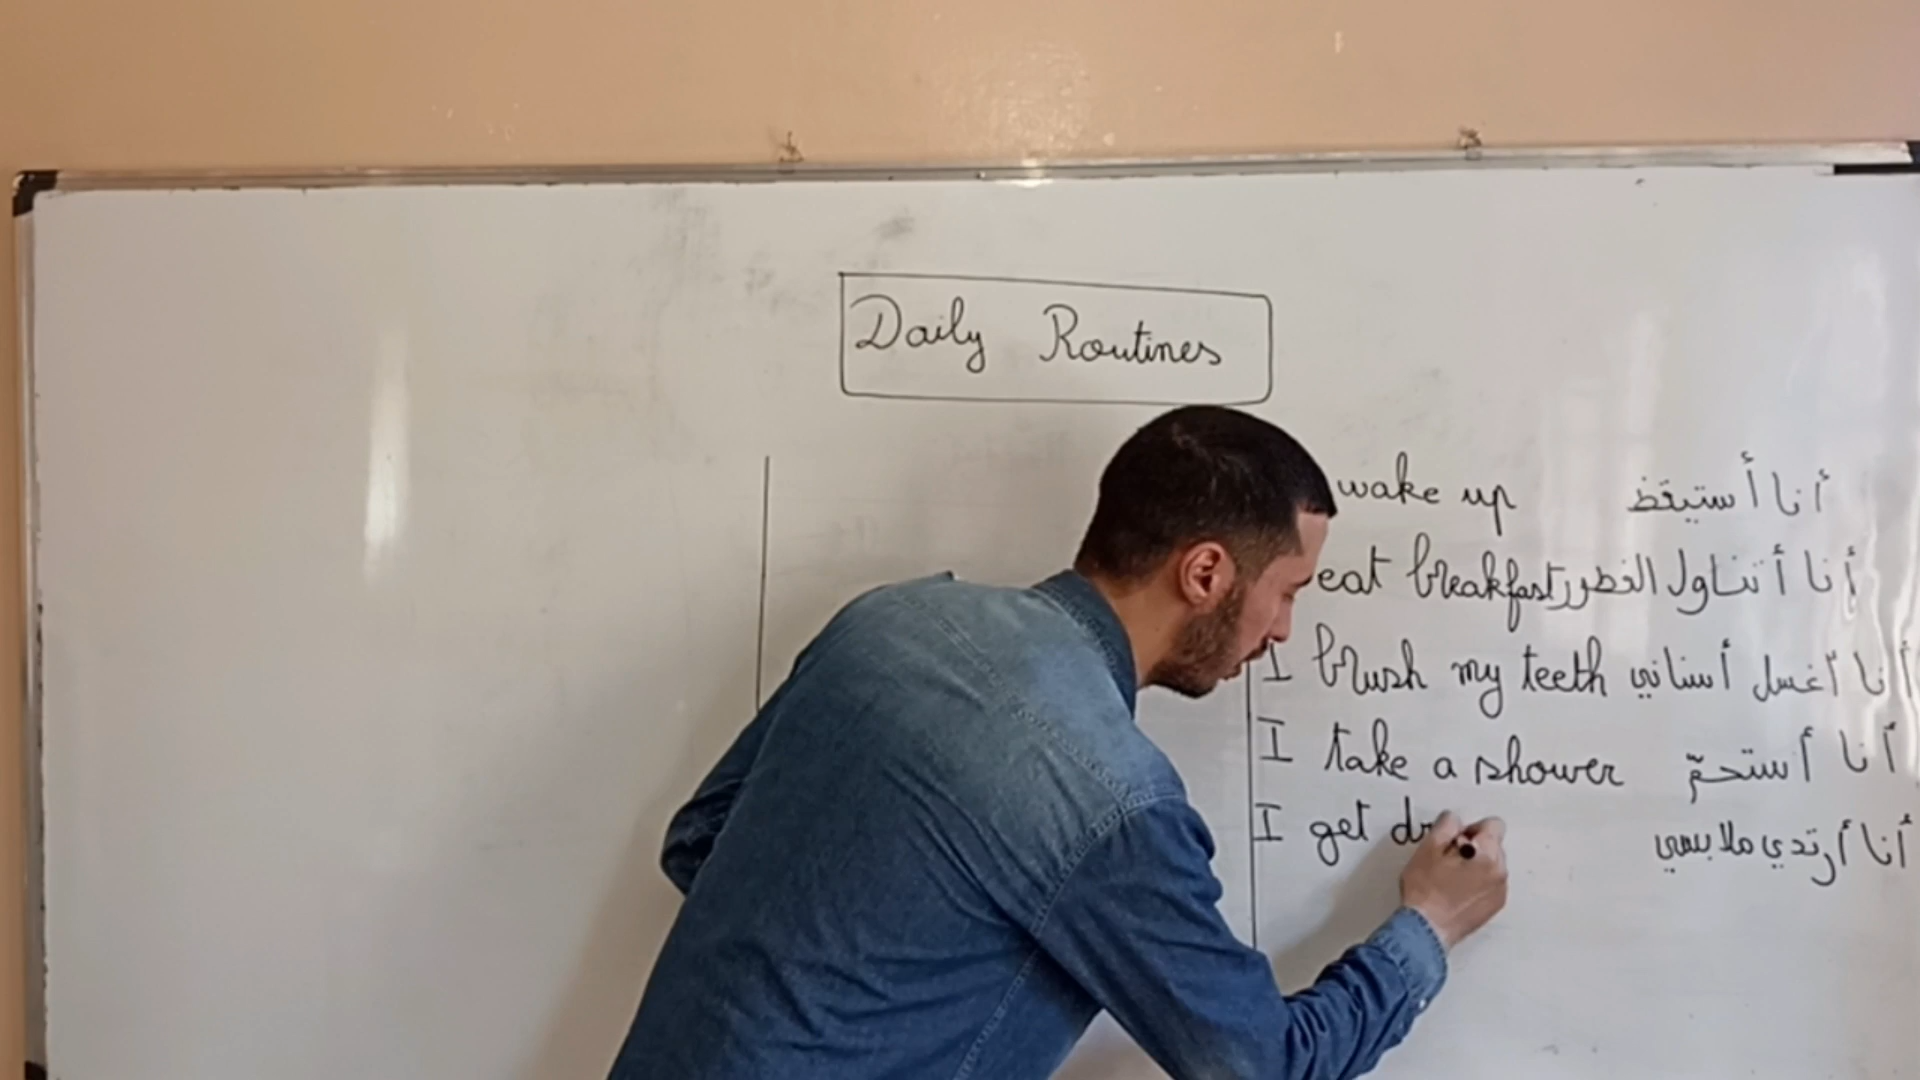 Daily Routines
wake up أنا أستيقظ
eat breakfast أنا أتناول الفطور
I brush my teeth أنا أغسل أسناني
I take a shower أنا أستحمّ
I get dr أنا أرتدي ملابسي